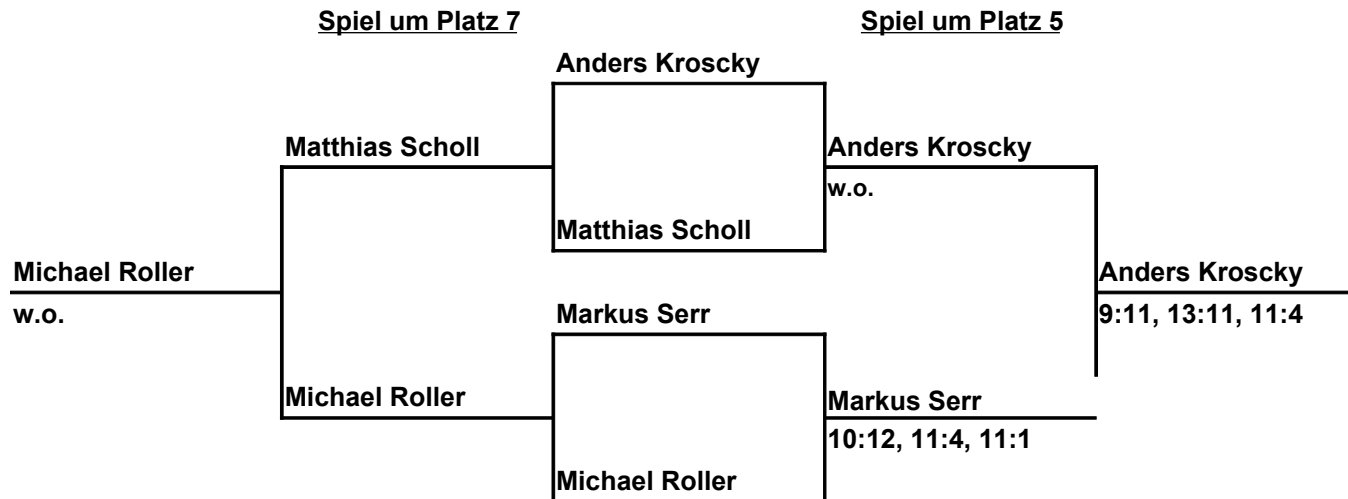 Spiel um Platz 7
Spiel um Platz 5
Anders Kroscky
Matthias Scholl
Anders Kroscky
w.o.
Matthias Scholl
Michael Roller
Anders Kroscky
w.o.
Markus Serr
9:11, 13:11, 11:4
Michael Roller
Markus Serr
10:12, 11:4, 11:1
Michael Roller